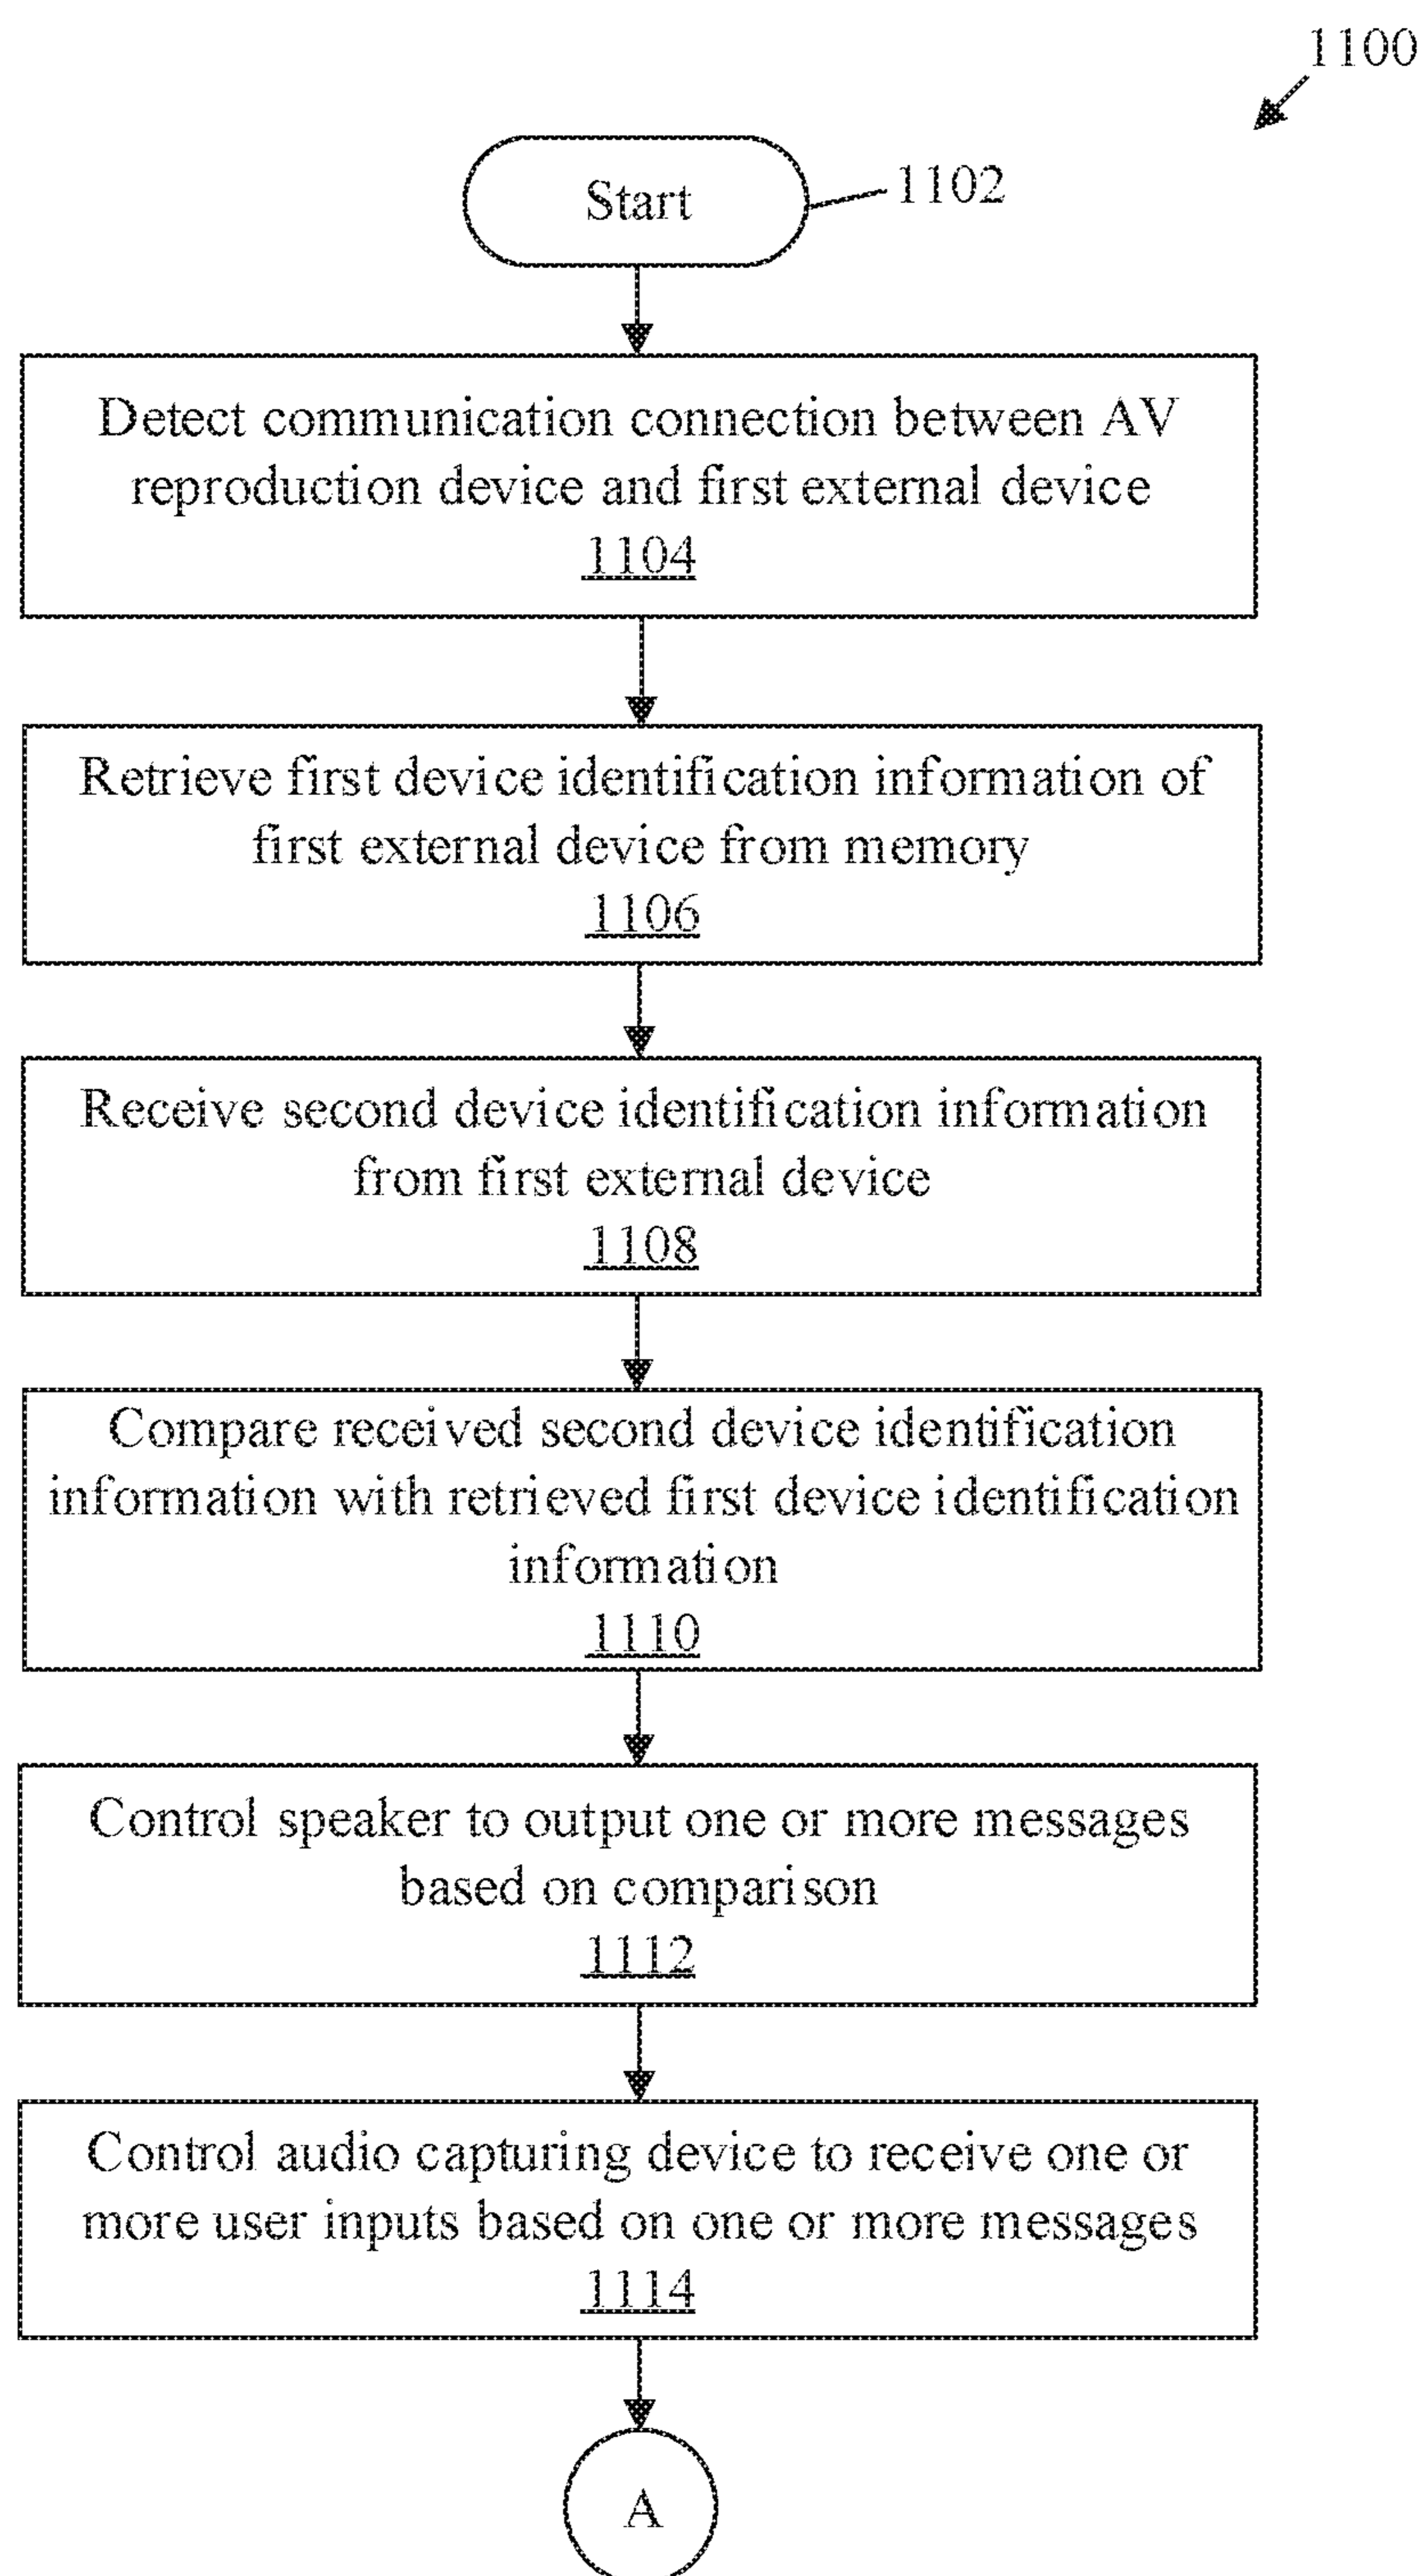 1100
Start
1102
Detect communication connection between AV
reproduction device and first external device
1104
Retrieve first device identification information of
first external device from memory
1106
Receive second device identification information
from first external device
1108
Compare received second device identification
information with retrieved first device identification
information
1110
Control speaker to output one or more messages
based on comparison
1112
Control audio capturing device to receive one or
more user inputs based on one or more messages
1114
A